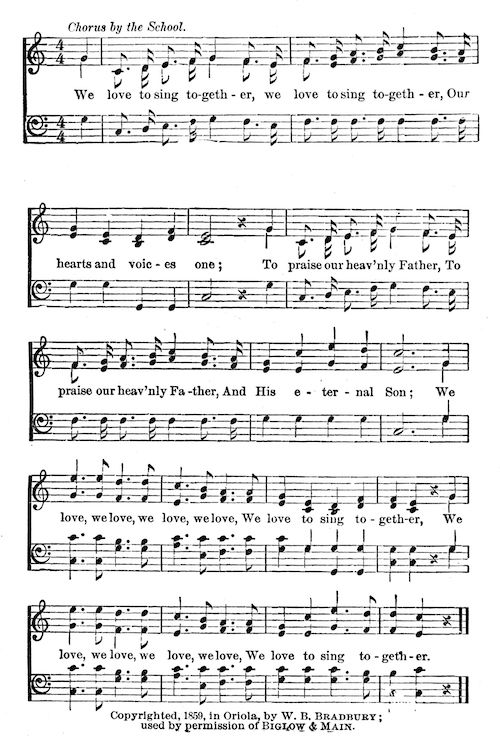 Chorus by the School.
We love to sing to-geth - er, we love to sing to-geth - er, Our
hearts and voic - es one; To praise our heav'nly Father, To
praise our heav'nly Fa - ther, And His e - ter - nal Son; We
love, we love, we love, we love, We love to sing to - geth-er, We
love, we love, we love, we love, We love to sing to - geth-er.
Copyrighted, 1859, in Oriola, by W. B. BRADBURY;
used by permission of BIGLOW & MAIN.